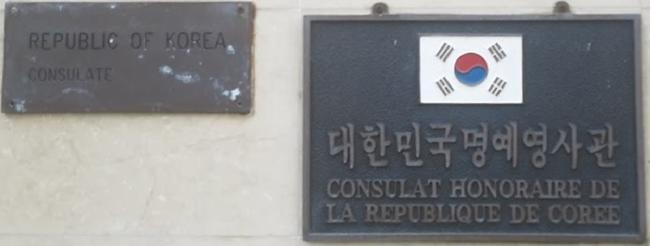 REPUBLIC OF KOREA
CONSULATE
대한민국명예영사관
CONSULAT HONORAIRE DE
LA REPUBLIQUE DE COREE